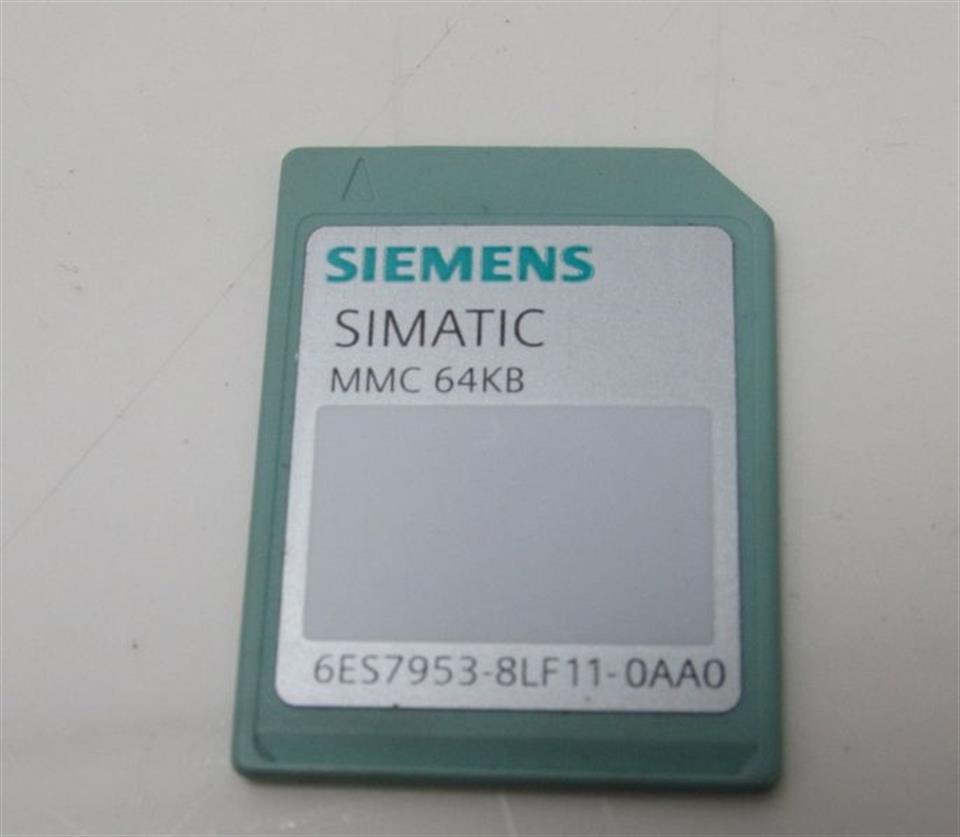 SIEMENS
SIMATIC
MMC 64KB
6ES7953-8LF11-0AA0